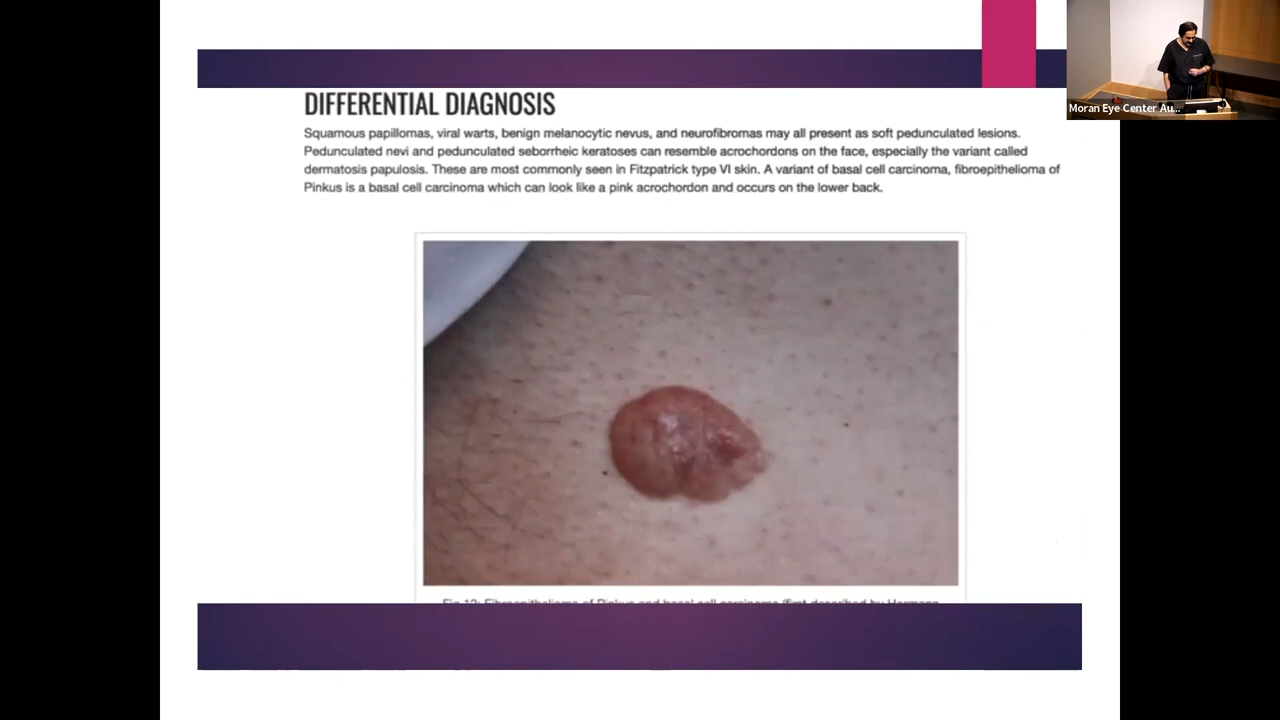 Moran Eye Center Au...
DIFFERENTIAL DIAGNOSIS
Squamous papillomas, viral warts, benign melanocytic nevus, and neurofibromas may all present as soft pedunculated lesions.
Pedunculated nevi and pedunculated seborrheic keratoses can resemble acrochordons on the face, especially the variant called
dermatosis papulosis. These are most commonly seen in Fitzpatrick type VI skin. A variant of basal cell carcinoma, fibroepithelioma of
Pinkus is a basal cell carcinoma which can look like a pink acrochordon and occurs on the lower back.